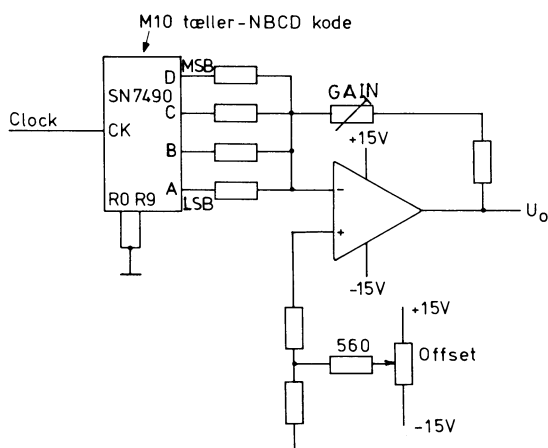 M10 tæller-NBCD kode
MSB
D
SN7490
C
GAIN
Clock
CK
+15V
B
A
LSB
-
+
R0 R9
U₀
-15V
+15V
560
Offset
-15V